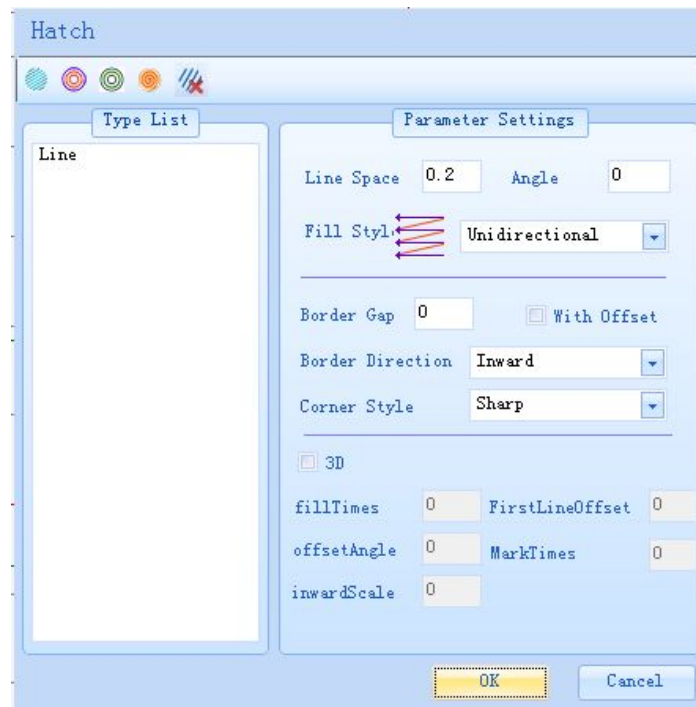 Hatch
Type List
Line
Parameter Settings
Line Space 0.2 Angle 0
Fill Styl Unidirectional
Border Gap 0 With Offset
Border Direction Inward
Corner Style Sharp
3D
fillTimes 0 FirstLineOffset 0
offsetAngle 0 MarkTimes 0
inwardScale 0
OK Cancel